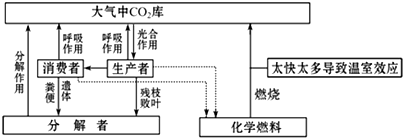 大气中CO₂库
分解作用
呼吸作用
呼吸作用
光合作用
消费者
生产者
太快太多导致温室效应
燃烧
粪便
遗体
残枝败叶
分解者
化学燃料